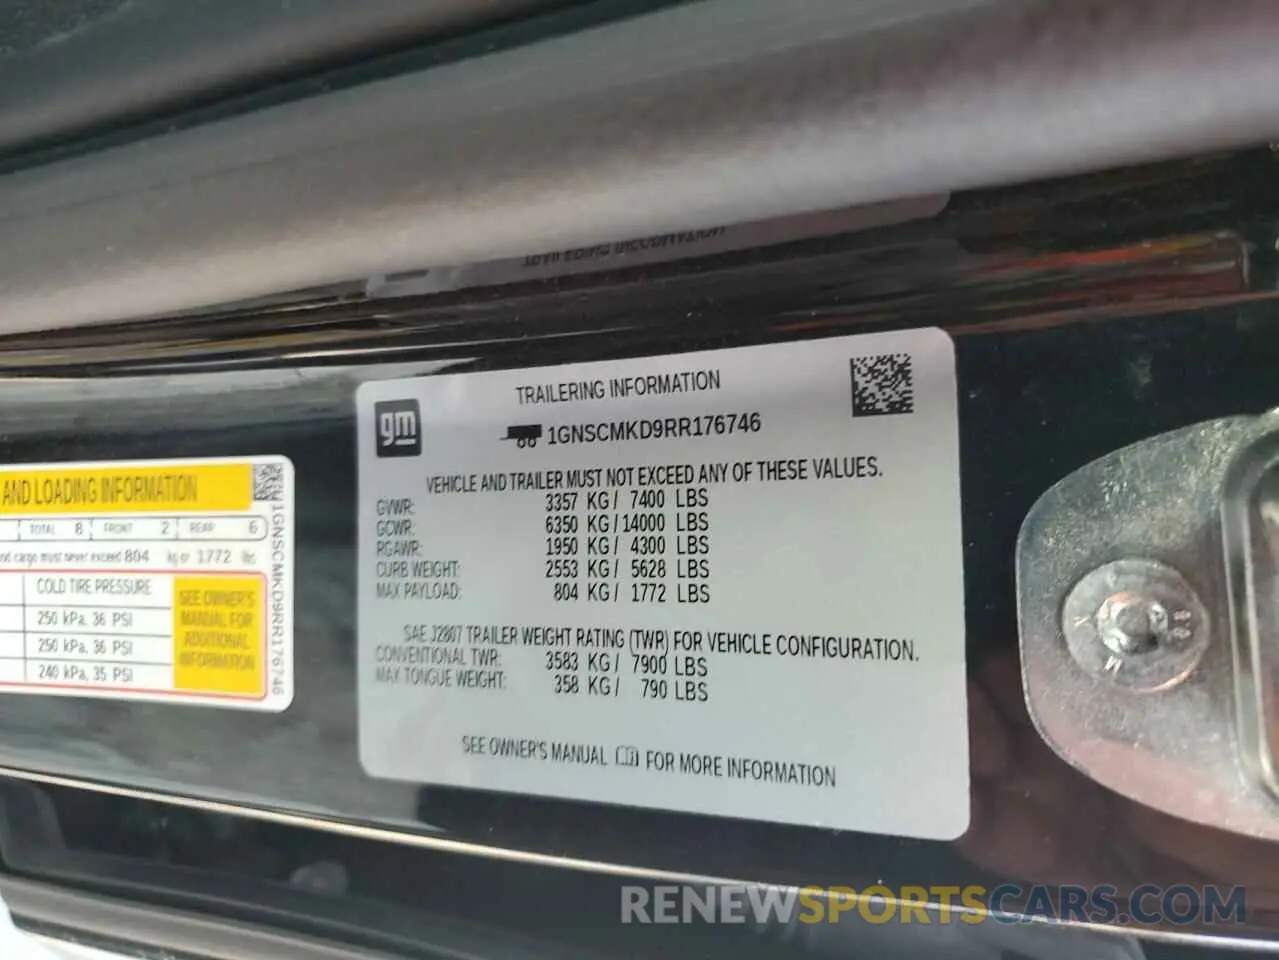 TRAILERING INFORMATION
gm
1GNSCMKD9RR176746
VEHICLE AND TRAILER MUST NOT EXCEED ANY OF THESE VALUES.
GVWR: 3357 KG/ 7400 LBS
GCWR: 6350 KG/14000 LBS
RGAWR: 1950 KG/ 4300 LBS
CURB WEIGHT: 2553 KG/ 5628 LBS
MAX PAYLOAD: 804 KG/ 1772 LBS
SAE J2807 TRAILER WEIGHT RATING (TWR) FOR VEHICLE CONFIGURATION.
CONVENTIONAL TWR: 3583 KG/ 7900 LBS
MAX TONGUE WEIGHT: 358 KG/ 790 LBS
SEE OWNER'S MANUAL FOR MORE INFORMATION
AND LOADING INFORMATION
TOTAL 8 FRONT 2 REAR 6
and cargo must never exceed 804 kg or 1772 lbs.
COLD TIRE PRESSURE
250 kPa, 36 PSI
250 kPa, 36 PSI
240 kPa, 35 PSI
SEE OWNER'S
MANUAL FOR
ADDITIONAL
INFORMATION
1GNSCMKD9RR176746
RENEWSPORTSCARS.COM